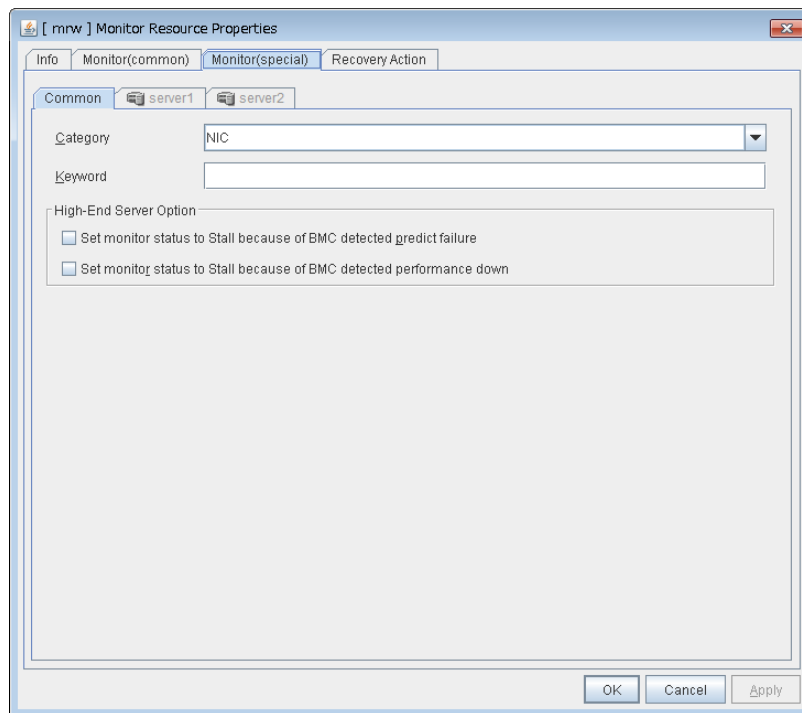 [ mrw ] Monitor Resource Properties
Info Monitor(common) Monitor(special) Recovery Action
Common server1 server2
Category NIC
Keyword
High-End Server Option
Set monitor status to Stall because of BMC detected predict failure
Set monitor status to Stall because of BMC detected performance down
OK Cancel Apply